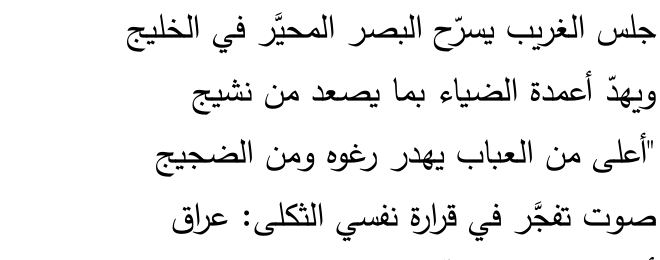 جلس الغريب يسرّح البصر المحيَّر في الخليج
ويهدّ أعمدة الضياء بما يصعد من نشيج
"أعلى من العباب يهدر رغوه ومن الضجيج
صوت تفجَّر في قرارة نفسي الثكلى: عراق